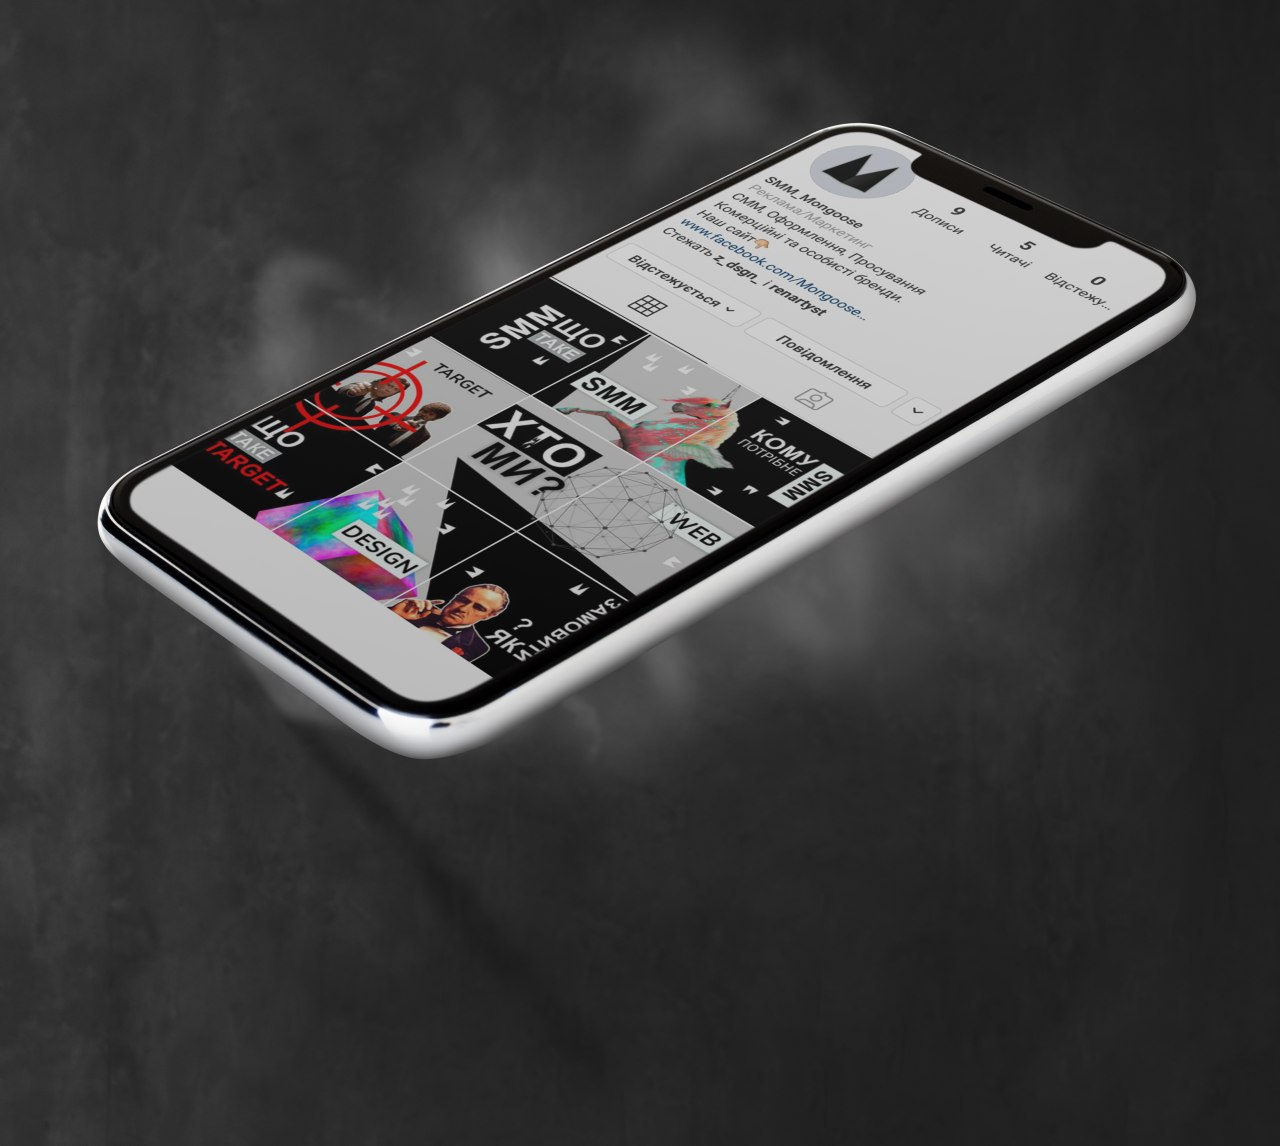 9
Дописи
5
Читачі
0
Відстежу...
SMM_Mongoose
Реклама/Маркетинг
СММ, Оформлення, Просування
Комерційні та особисті бренди.
Наш сайт👇
www.facebook.com/Mongoose...
Стежать z_dsgn_ і renartyst
Відстежується
Повідомлення
ЩО
ТАКЕ
SMM
SMM
КОМУ
ПОТРІБНЕ
SMM
TARGET
ХТО
МИ?
WEB
ЩО
ТАКЕ
TARGET
DESIGN
ЯК
ЗАМОВИТИ
?